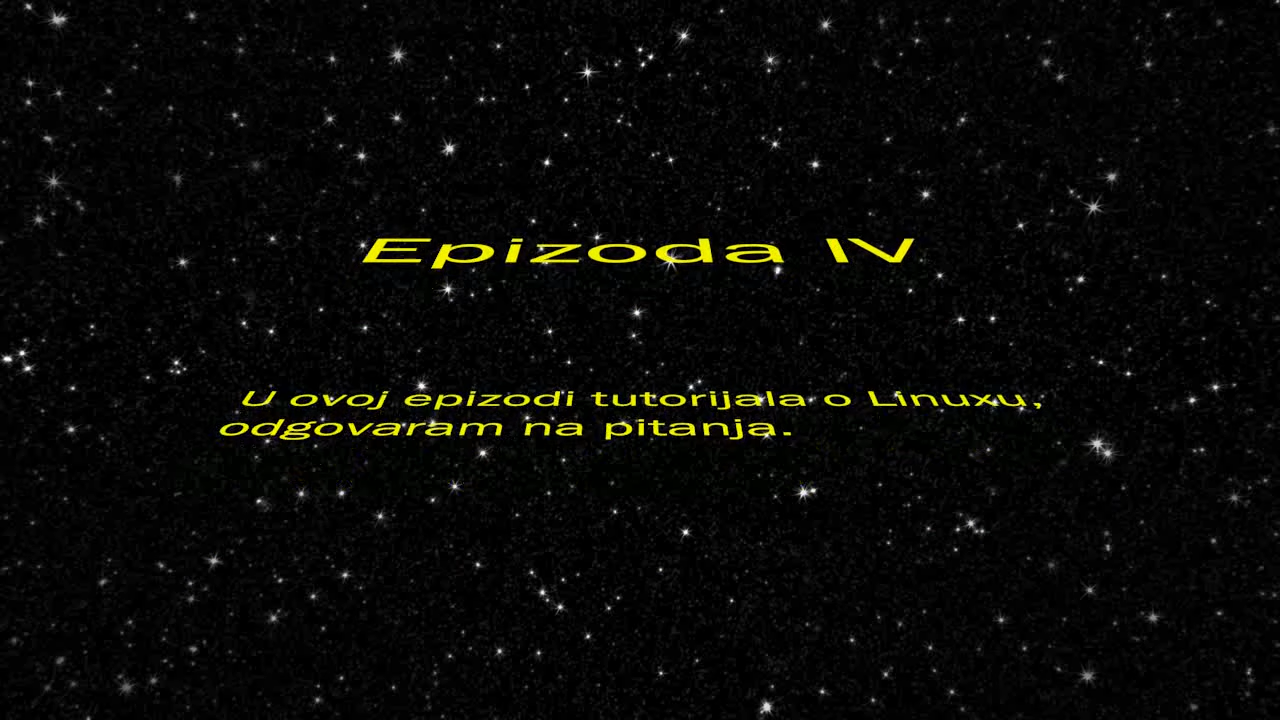 Epizoda IV
U ovoj epizodi tutorijala o Linuxu,
odgovaram na pitanja.